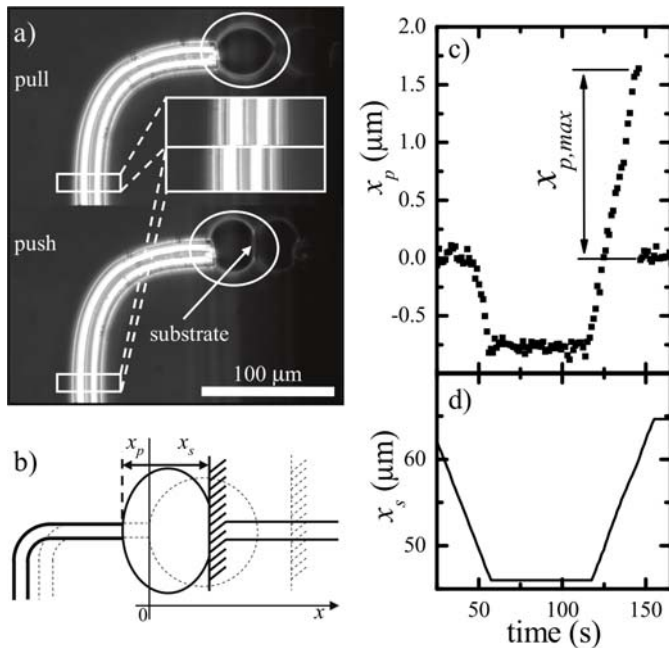 a)
pull
push
substrate
100 μm
b)
x_p
x_s
0
x
c)
x_p (μm)
2.0
1.5
1.0
0.5
0.0
-0.5
x_{p,max}
d)
x_s (μm)
60
50
50
100
150
time (s)